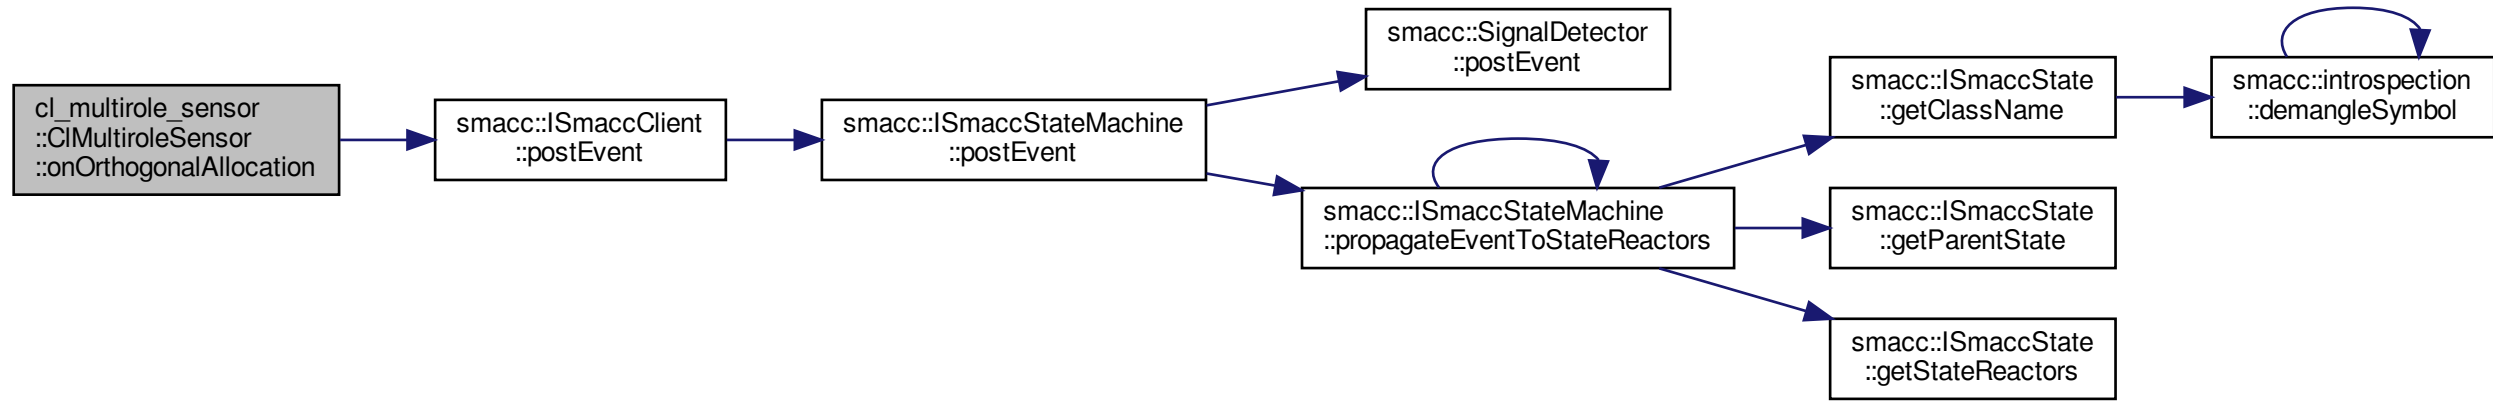 cl_multirole_sensor
::ClMultiroleSensor
::onOrthogonalAllocation
smacc::ISmaccClient
::postEvent
smacc::ISmaccStateMachine
::postEvent
smacc::SignalDetector
::postEvent
smacc::ISmaccStateMachine
::propagateEventToStateReactors
smacc::ISmaccState
::getClassName
smacc::introspection
::demangleSymbol
smacc::ISmaccState
::getParentState
smacc::ISmaccState
::getStateReactors